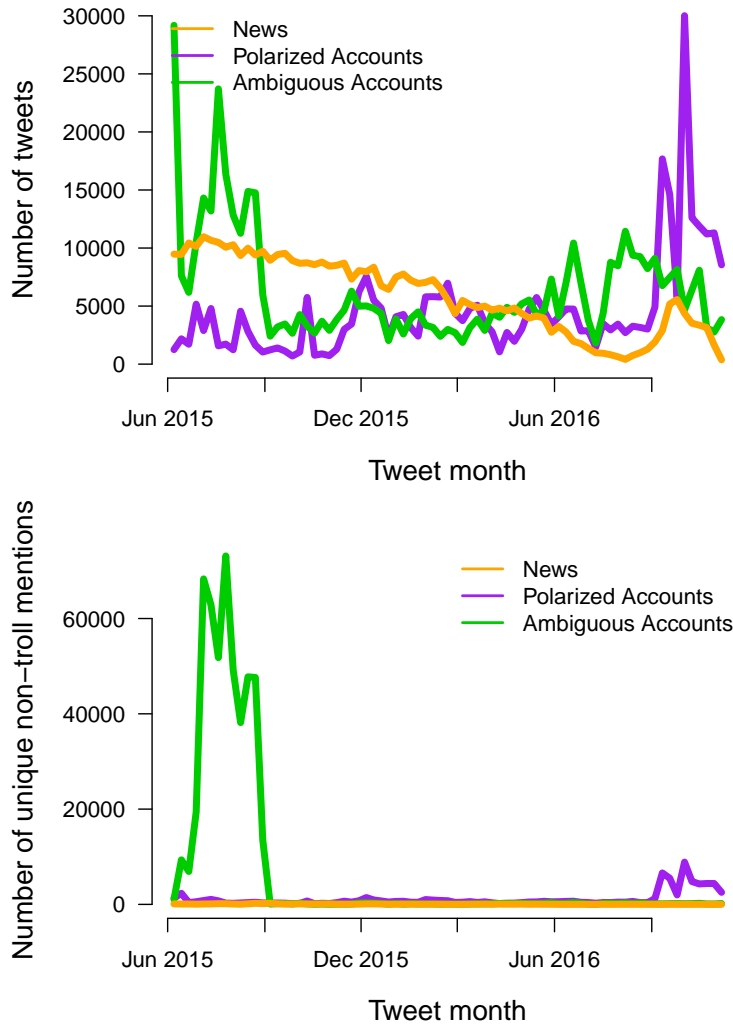 Number of tweets
30000
25000
20000
15000
10000
5000
0
News
Polarized Accounts
Ambiguous Accounts
Jun 2015
Dec 2015
Jun 2016
Tweet month
Number of unique non−troll mentions
60000
40000
20000
0
News
Polarized Accounts
Ambiguous Accounts
Jun 2015
Dec 2015
Jun 2016
Tweet month